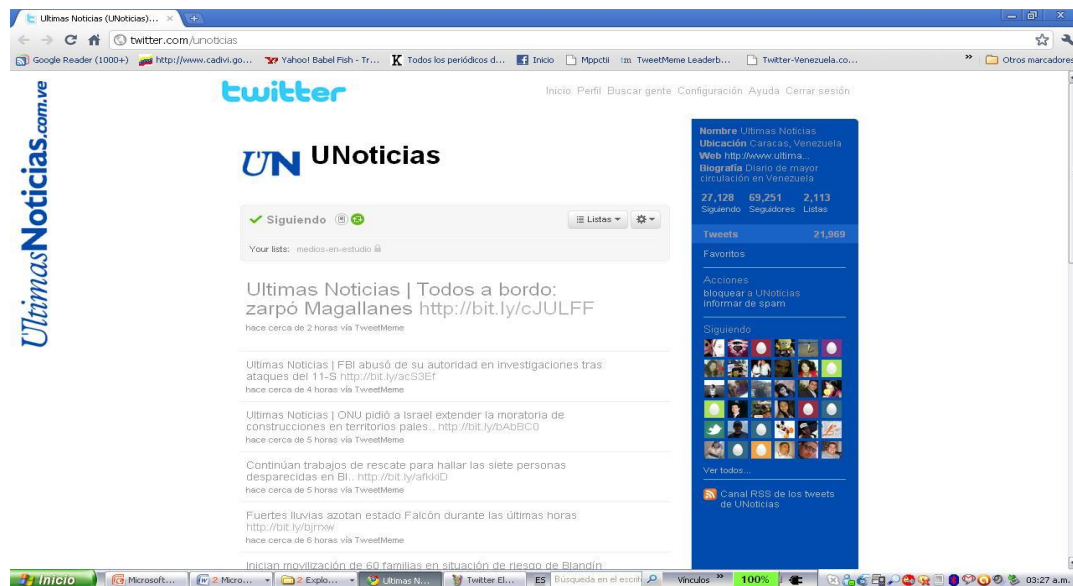 Ultimas Noticias (UNoticias)...
twitter.com/unoticias
Google Reader (1000+) http://www.cadivi.go... Yahoo! Babel Fish - Tr... Todos los periódicos d... Inicio Mppctii TweetMeme Leaderb... Twitter-Venezuela.co... » Otros marcadores
UltimasNoticias.com.ve
twitter
Inicio Perfil Buscar gente Configuración Ayuda Cerrar sesión
UN UNoticias
Siguiendo
Listas
Your lists: medios-en-estudio
Ultimas Noticias | Todos a bordo:
zarpó Magallanes http://bit.ly/cJULFF
hace cerca de 2 horas vía TweetMeme
Ultimas Noticias | FBI abusó de su autoridad en investigaciones tras
ataques del 11-S http://bit.ly/acS3Ef
hace cerca de 4 horas vía TweetMeme
Ultimas Noticias | ONU pidió a Israel extender la moratoria de
construcciones en territorios pales.. http://bit.ly/bAbBC0
hace cerca de 5 horas vía TweetMeme
Continúan trabajos de rescate para hallar las siete personas
desparecidas en Bl.. http://bit.ly/afkkiD
hace cerca de 5 horas vía TweetMeme
Fuertes lluvias azotan estado Falcón durante las últimas horas
http://bit.ly/bjrrxw
hace cerca de 6 horas vía TweetMeme
Inician movilización de 60 familias en situación de riesgo de Blandín
Nombre Ultimas Noticias
Ubicación Caracas, Venezuela
Web http://www.ultima...
Biografía Diario de mayor
circulación en Venezuela
27,128 69,251 2,113
Siguiendo Seguidores Listas
Tweets 21,969
Favoritos
Acciones
bloquear a UNoticias
informar de spam
Siguiendo
Ver todos...
Canal RSS de los tweets
de UNoticias
Inicio Microsoft... 2 Micro... 2 Explo... Ultimas N... Twitter El... ES Búsqueda en el escrit Vínculos » 100% 03:27 a.m.